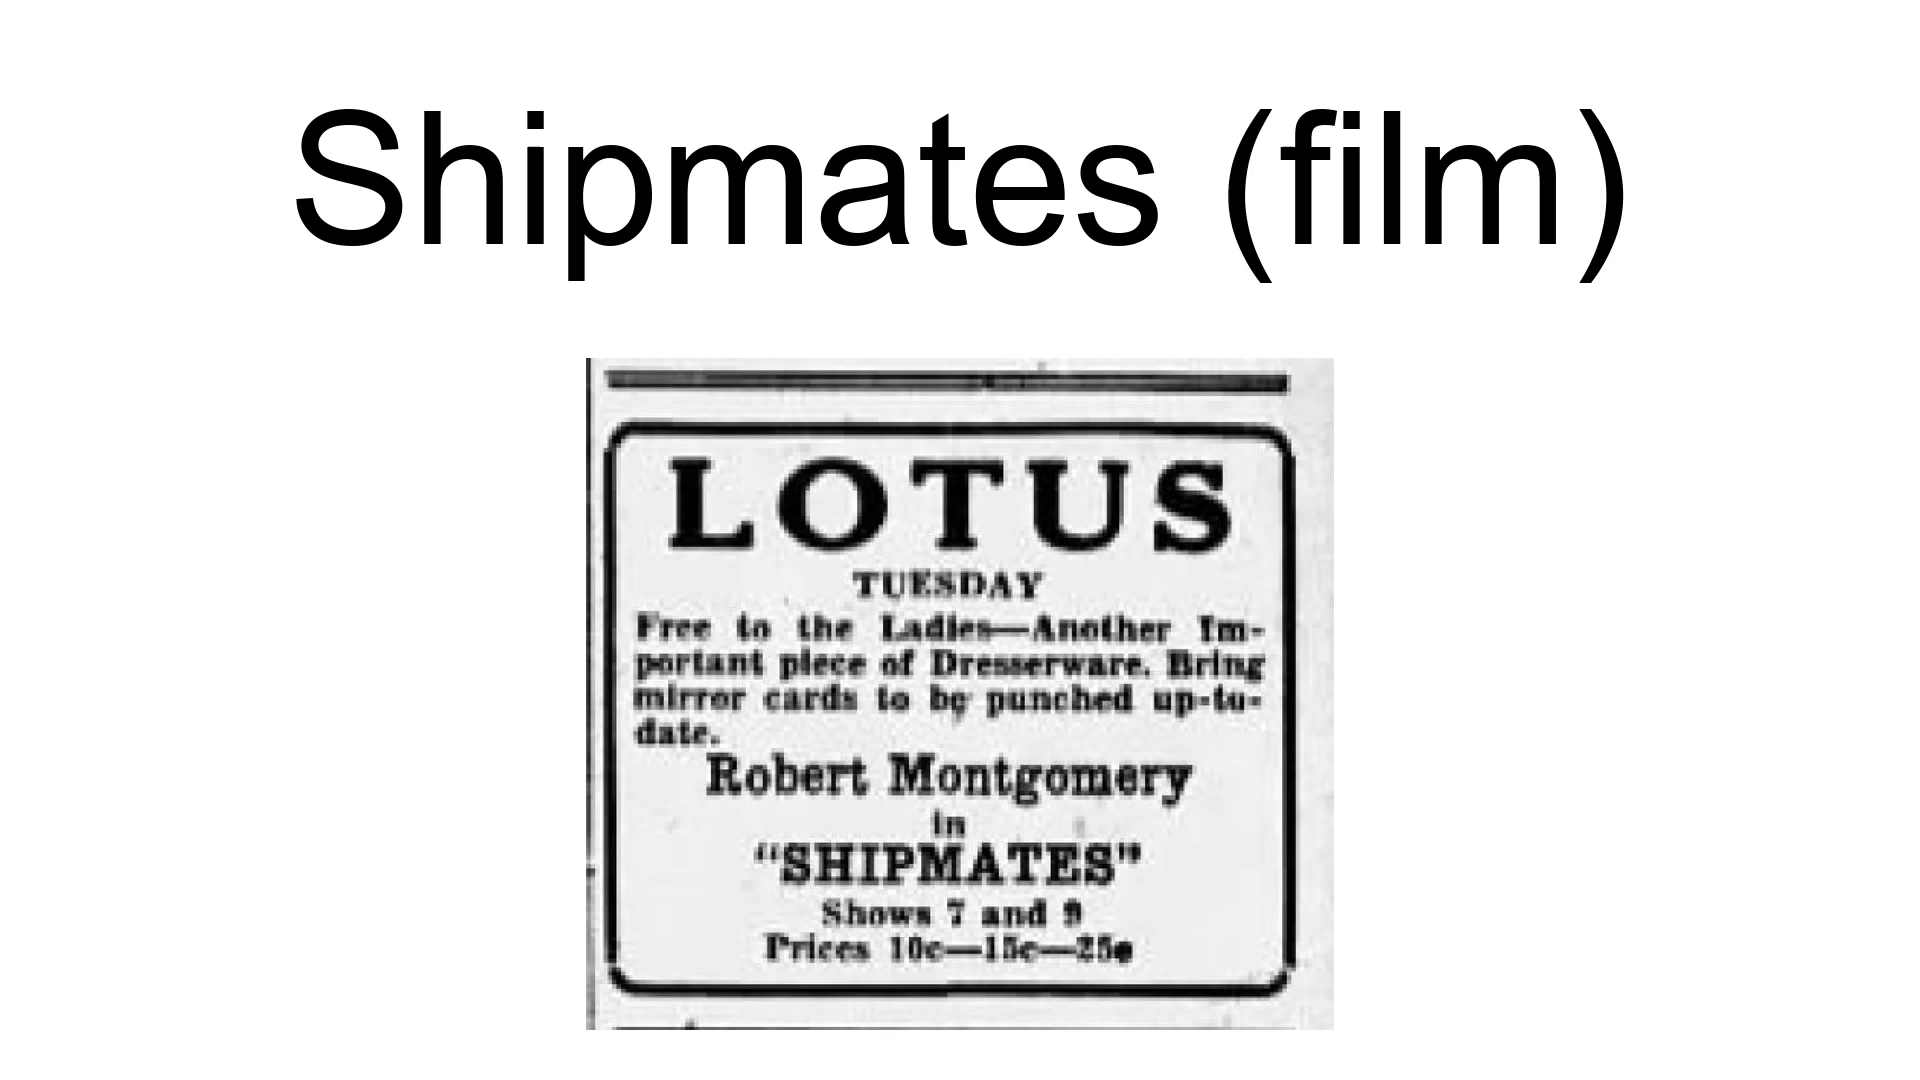 Shipmates (film)
LOTUS
TUESDAY
Free to the Ladies—Another Im-
portant piece of Dresserware. Bring
mirror cards to be punched up-to-
date.
Robert Montgomery
in
“SHIPMATES”
Shows 7 and 9
Prices 10c—15c—25c